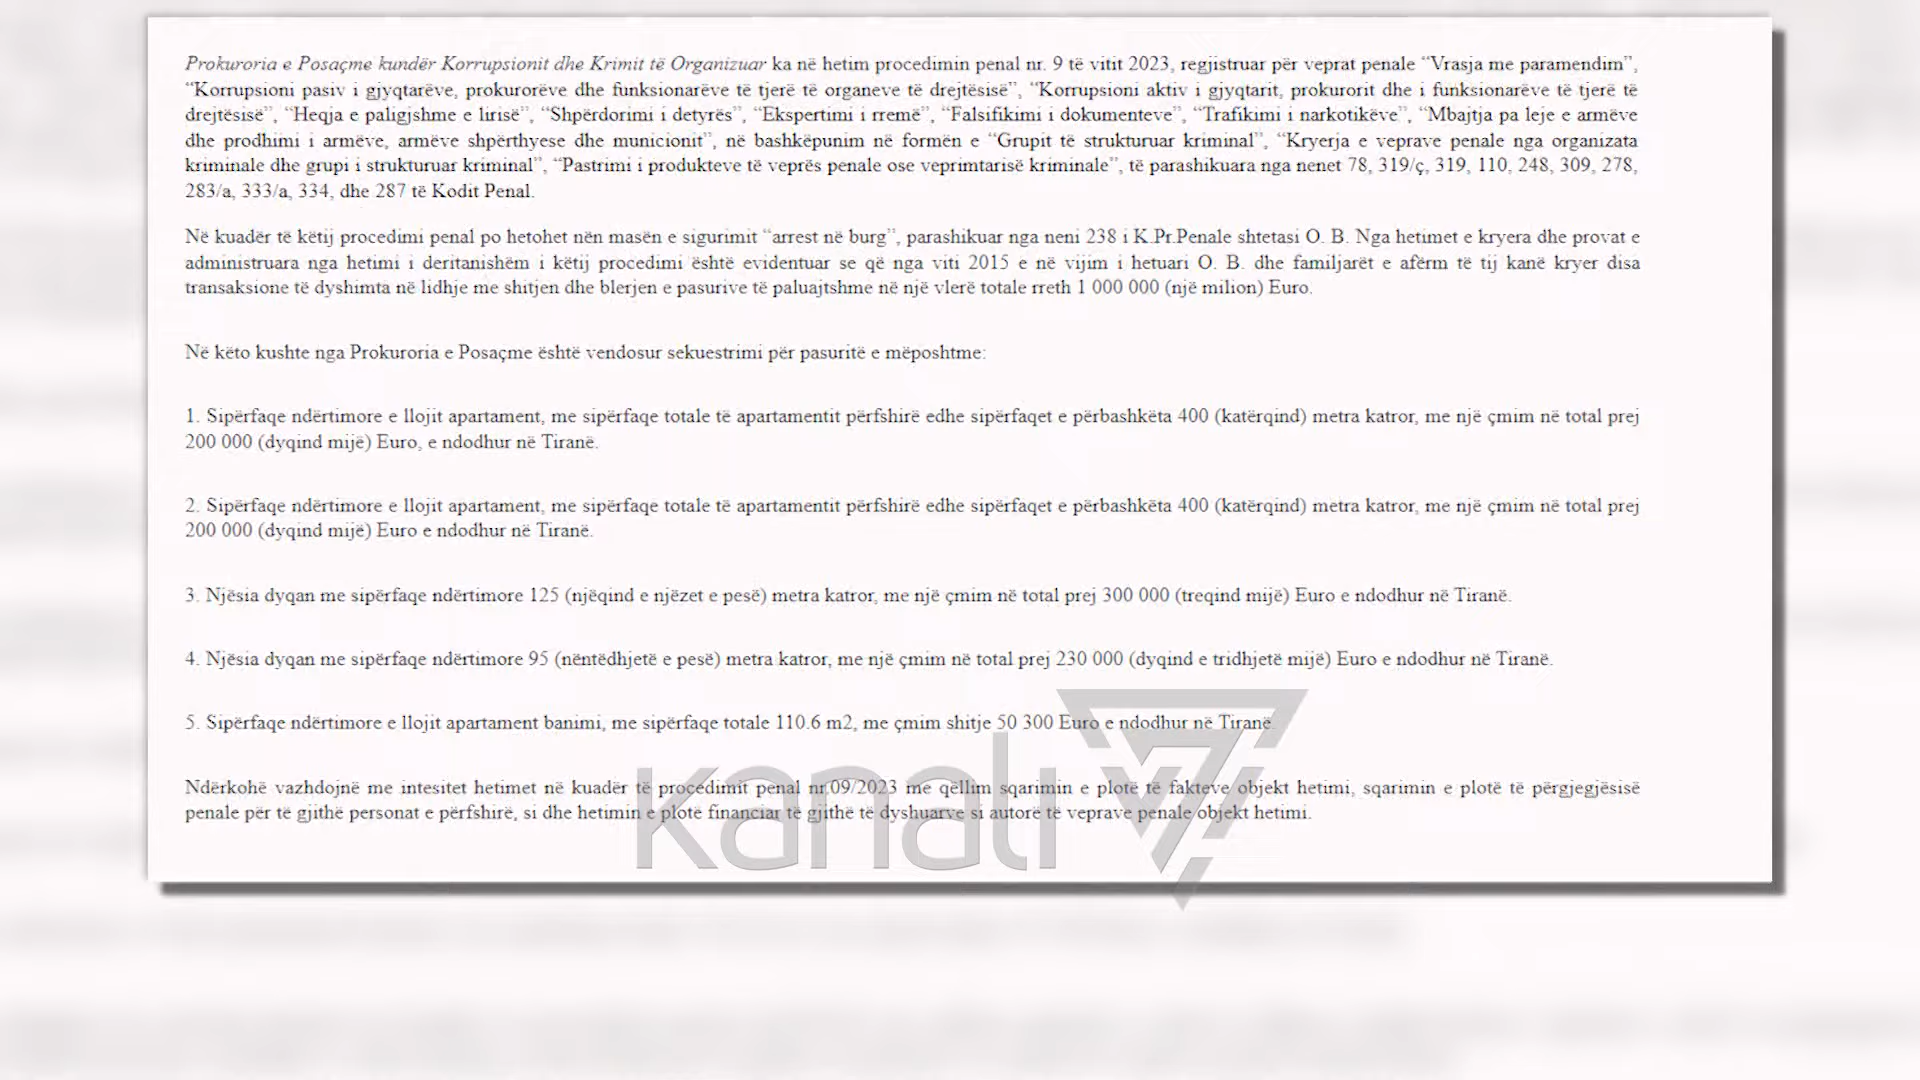 Prokuroria e Posaçme kundër Korrupsionit dhe Krimit të Organizuar ka në hetim procedimin penal nr. 9 të vitit 2023, regjistruar për veprat penale “Vrasja me paramendim”,
“Korrupsioni pasiv i gjyqtarëve, prokurorëve dhe funksionarëve të tjerë të organeve të drejtësisë”, “Korrupsioni aktiv i gjyqtarit, prokurorit dhe i funksionarëve të tjerë të
drejtësisë”, “Heqja e paligjshme e lirisë”, “Shpërdorimi i detyrës”, “Ekspertimi i rremë”, “Falsifikimi i dokumenteve”, “Trafikimi i narkotikëve”, “Mbajtja pa leje e armëve
dhe prodhimi i armëve, armëve shpërthyese dhe municionit”, në bashkëpunim në formën e “Grupit të strukturuar kriminal”, “Kryerja e veprave penale nga organizata
kriminale dhe grupi i strukturuar kriminal”, “Pastrimi i produkteve të veprës penale ose veprimtarisë kriminale”, të parashikuara nga nenet 78, 319/ç, 319, 110, 248, 309, 278,
283/a, 333/a, 334, dhe 287 të Kodit Penal.
Në kuadër të këtij procedimi penal po hetohet nën masën e sigurimit “arrest në burg”, parashikuar nga neni 238 i K.Pr.Penale shtetasi O. B. Nga hetimet e kryera dhe provat e
administruara nga hetimi i deritanishëm i këtij procedimi është evidentuar se që nga viti 2015 e në vijim i hetuari O. B. dhe familjarët e afërm të tij kanë kryer disa
transaksione të dyshimta në lidhje me shitjen dhe blerjen e pasurive të paluajtshme në një vlerë totale rreth 1 000 000 (një milion) Euro.
Në këto kushte nga Prokuroria e Posaçme është vendosur sekuestrimi për pasuritë e mëposhtme:
1. Sipërfaqe ndërtimore e llojit apartament, me sipërfaqe totale të apartamentit përfshirë edhe sipërfaqet e përbashkëta 400 (katërqind) metra katror, me një çmim në total prej
200 000 (dyqind mijë) Euro, e ndodhur në Tiranë.
2. Sipërfaqe ndërtimore e llojit apartament, me sipërfaqe totale të apartamentit përfshirë edhe sipërfaqet e përbashkëta 400 (katërqind) metra katror, me një çmim në total prej
200 000 (dyqind mijë) Euro e ndodhur në Tiranë.
3. Njësia dyqan me sipërfaqe ndërtimore 125 (njëqind e njëzet e pesë) metra katror, me një çmim në total prej 300 000 (treqind mijë) Euro e ndodhur në Tiranë.
4. Njësia dyqan me sipërfaqe ndërtimore 95 (nëntëdhjetë e pesë) metra katror, me një çmim në total prej 230 000 (dyqind e tridhjetë mijë) Euro e ndodhur në Tiranë.
5. Sipërfaqe ndërtimore e llojit apartament banimi, me sipërfaqe totale 110.6 m2, me çmim shitje 50 300 Euro e ndodhur në Tiranë.
Ndërkohë vazhdojnë me intesitet hetimet në kuadër të procedimit penal nr.09/2023 me qëllim sqarimin e plotë të fakteve objekt hetimi, sqarimin e plotë të përgjegjësisë
penale për të gjithë personat e përfshirë, si dhe hetimin e plotë financiar të gjithë të dyshuarve si autorë të veprave penale objekt hetimi.
kanali 7